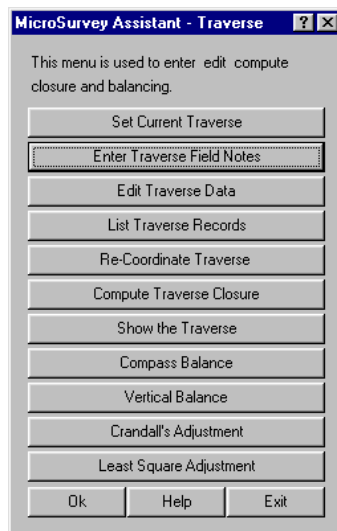 MicroSurvey Assistant - Traverse ? X
This menu is used to enter edit compute
closure and balancing.
Set Current Traverse
Enter Traverse Field Notes
Edit Traverse Data
List Traverse Records
Re-Coordinate Traverse
Compute Traverse Closure
Show the Traverse
Compass Balance
Vertical Balance
Crandall's Adjustment
Least Square Adjustment
Ok Help Exit